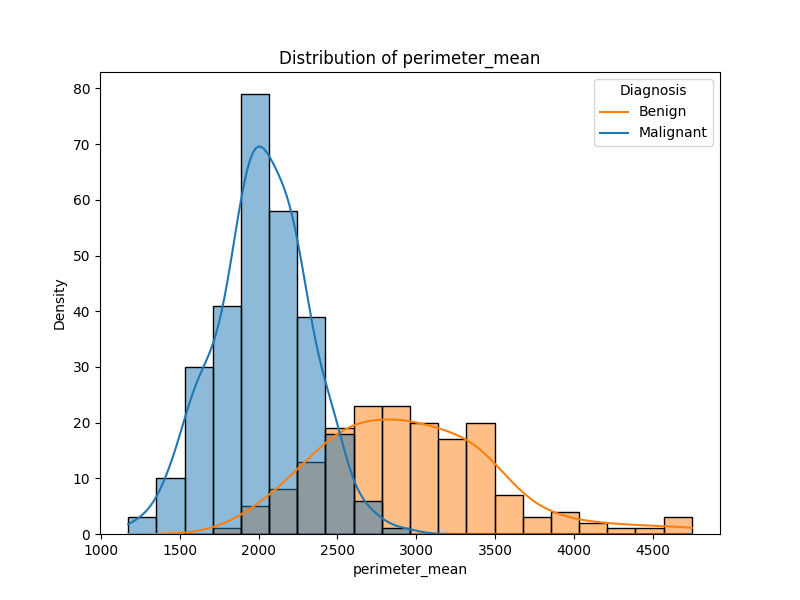 Distribution of perimeter_mean
Diagnosis
Benign
Malignant
Density
80
70
60
50
40
30
20
10
0
1000 1500 2000 2500 3000 3500 4000 4500
perimeter_mean